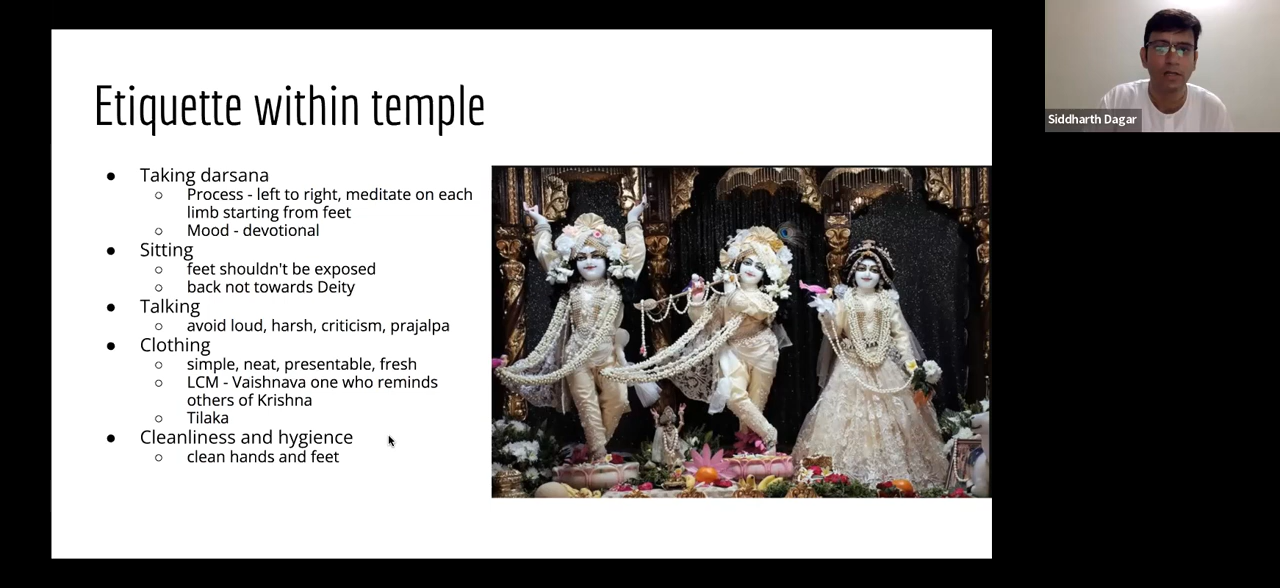 Etiquette within temple
● Taking darsana
○ Process - left to right, meditate on each
limb starting from feet
○ Mood - devotional
● Sitting
○ feet shouldn't be exposed
○ back not towards Deity
● Talking
○ avoid loud, harsh, criticism, prajalpa
● Clothing
○ simple, neat, presentable, fresh
○ LCM - Vaishnava one who reminds
others of Krishna
○ Tilaka
● Cleanliness and hygience
○ clean hands and feet
Siddharth Dagar